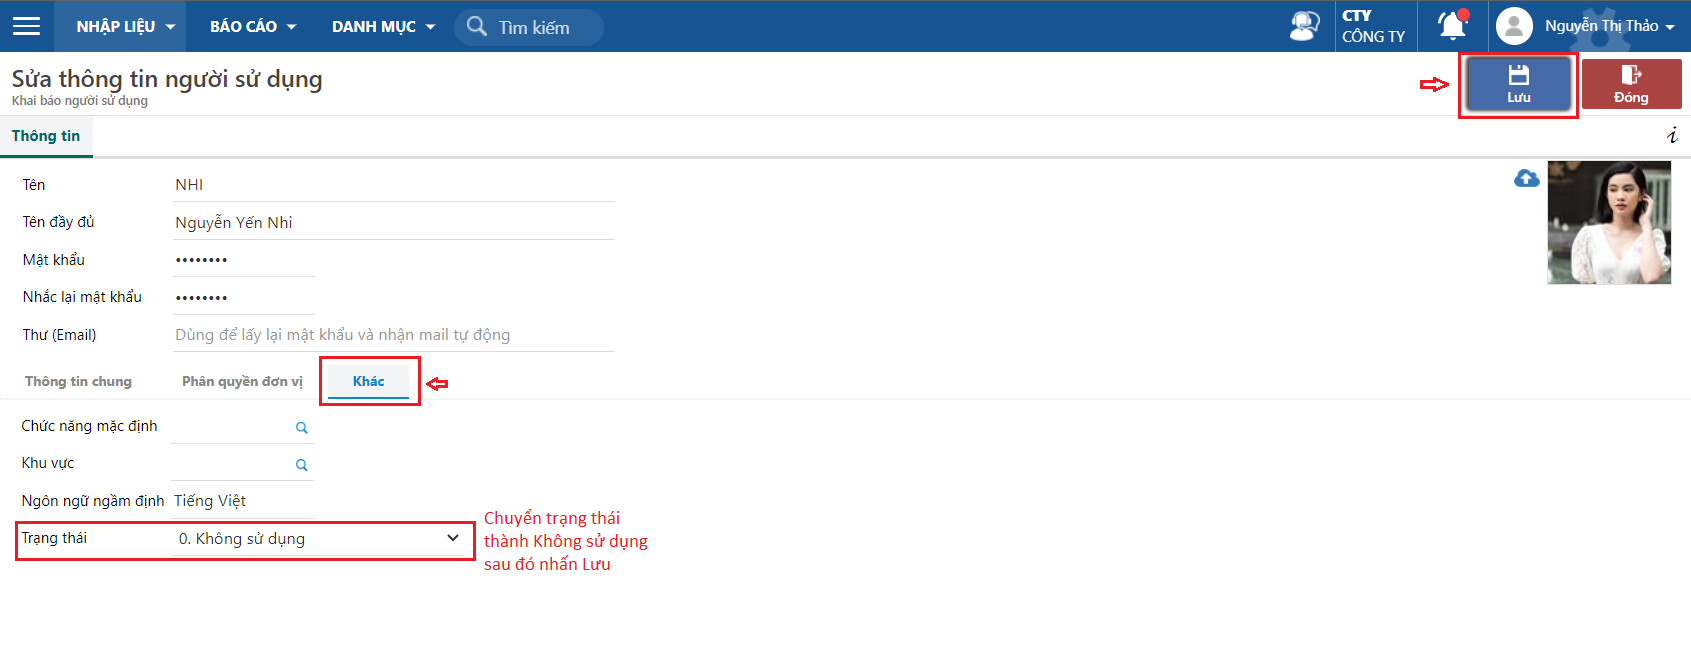 NHẬP LIỆU BÁO CÁO DANH MỤC Tìm kiếm CTY Nguyễn Thị Thảo
CÔNG TY
Sửa thông tin người sử dụng
Khai báo người sử dụng
Lưu Đóng
Thông tin i
Tên NHI
Tên đầy đủ Nguyễn Yến Nhi
Mật khẩu ••••••••
Nhắc lại mật khẩu ••••••••
Thư (Email) Dùng để lấy lại mật khẩu và nhận mail tự động
Thông tin chung Phân quyền đơn vị Khác
Chức năng mặc định
Khu vực
Ngôn ngữ ngầm định Tiếng Việt
Trạng thái 0. Không sử dụng
Chuyển trạng thái
thành Không sử dụng
sau đó nhấn Lưu